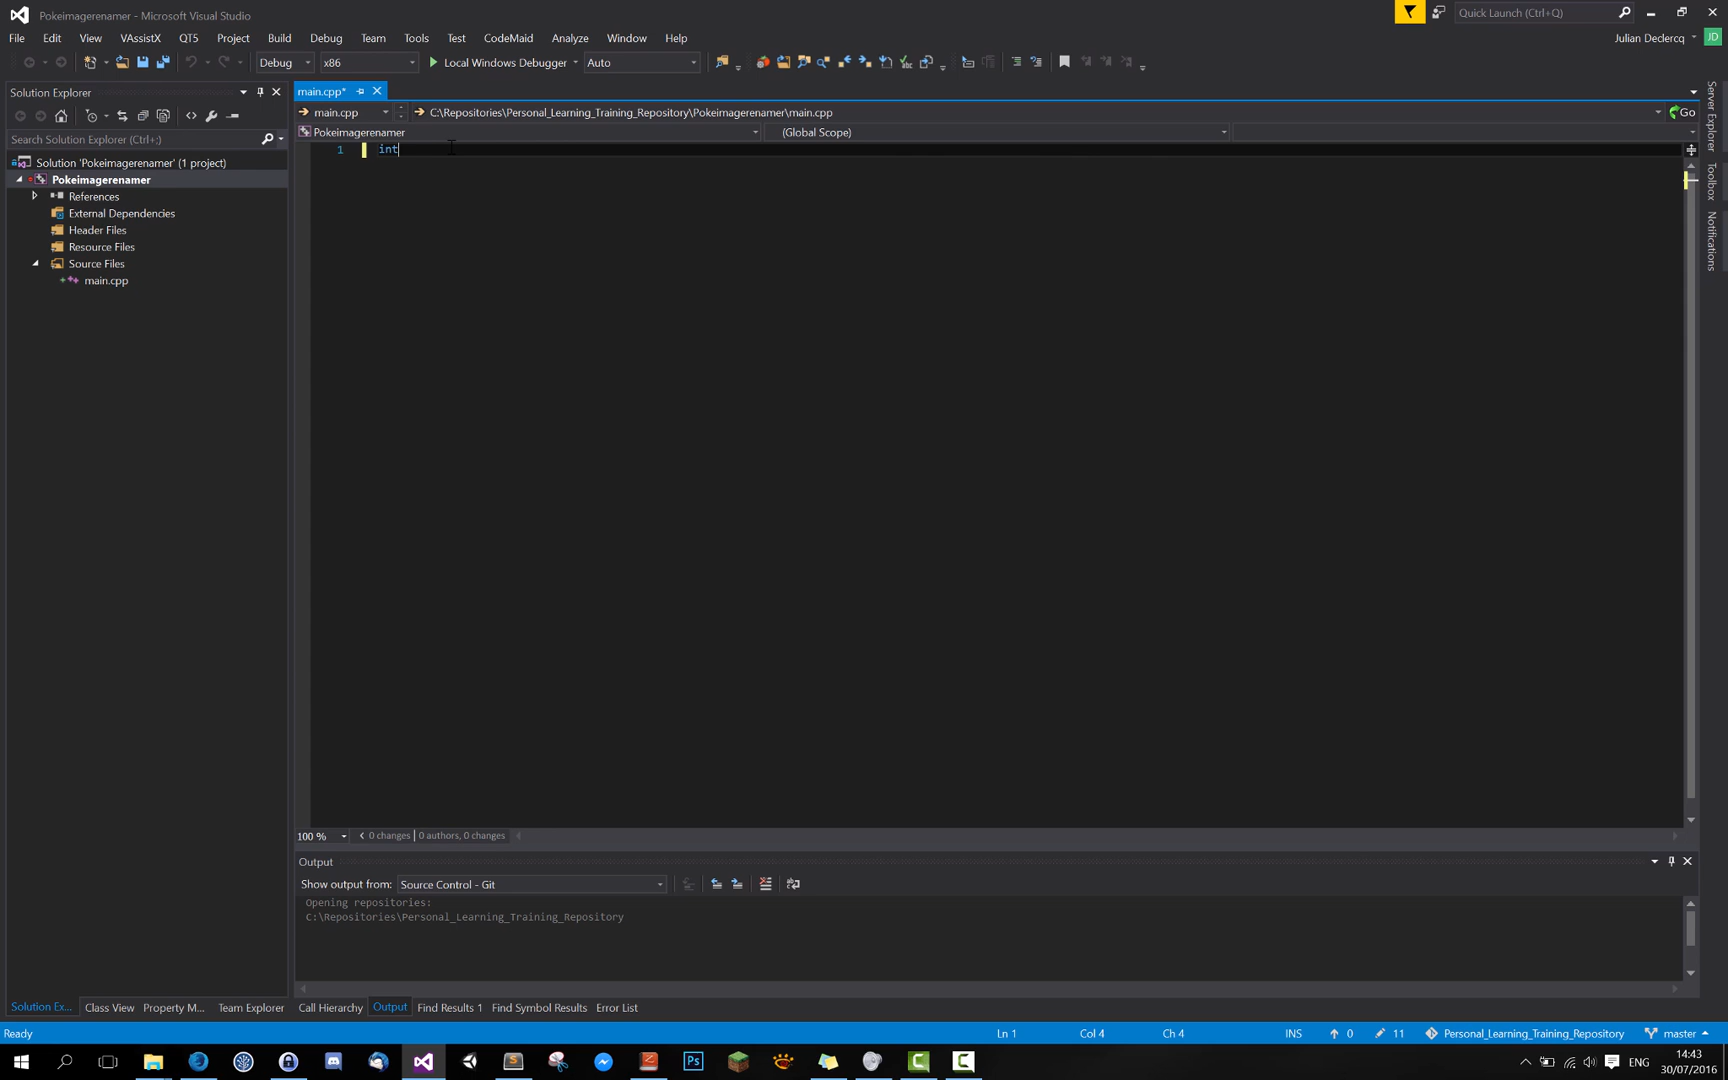 Pokeimagerenamer - Microsoft Visual Studio
Quick Launch (Ctrl+Q)
File Edit View VAssistX QT5 Project Build Debug Team Tools Test CodeMaid Analyze Window Help
Julian Declercq JD
Debug x86 Local Windows Debugger Auto
Solution Explorer
main.cpp*
main.cpp
C:\Repositories\Personal_Learning_Training_Repository\Pokeimagerenamer\main.cpp
Go
Search Solution Explorer (Ctrl+;)
Pokeimagerenamer
(Global Scope)
1 int
Solution 'Pokeimagerenamer' (1 project)
Pokeimagerenamer
References
External Dependencies
Header Files
Resource Files
Source Files
main.cpp
Server Explorer
Toolbox
Notifications
100 %
0 changes | 0 authors, 0 changes
Output
Show output from: Source Control - Git
Opening repositories:
C:\Repositories\Personal_Learning_Training_Repository
Solution Ex... Class View Property M... Team Explorer
Call Hierarchy Output Find Results 1 Find Symbol Results Error List
Ready
Ln 1 Col 4 Ch 4 INS 0 11 Personal_Learning_Training_Repository master
Ps
ENG
14:43
30/07/2016